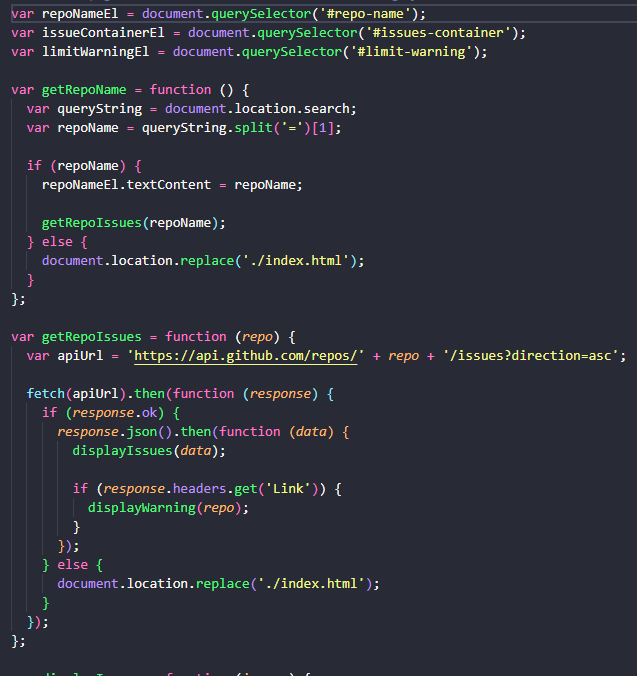 var repoNameEl = document.querySelector('#repo-name');
var issueContainerEl = document.querySelector('#issues-container');
var limitWarningEl = document.querySelector('#limit-warning');

var getRepoName = function () {
  var queryString = document.location.search;
  var repoName = queryString.split('=')[1];

  if (repoName) {
    repoNameEl.textContent = repoName;

    getRepoIssues(repoName);
  } else {
    document.location.replace('./index.html');
  }
};

var getRepoIssues = function (repo) {
  var apiUrl = 'https://api.github.com/repos/' + repo + '/issues?direction=asc';

  fetch(apiUrl).then(function (response) {
    if (response.ok) {
      response.json().then(function (data) {
        displayIssues(data);

        if (response.headers.get('Link')) {
          displayWarning(repo);
        }
      });
    } else {
      document.location.replace('./index.html');
    }
  });
};